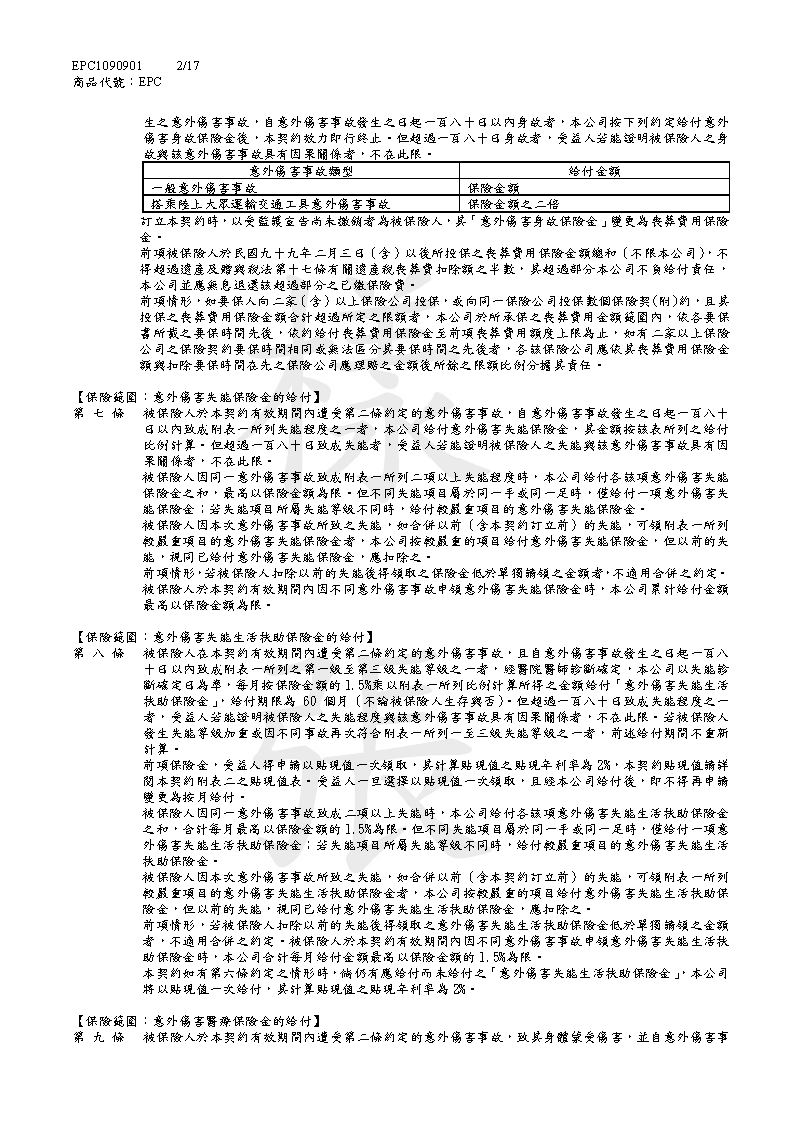 EPC1090901 2/17
商品代號：EPC
生之意外傷害事故，自意外傷害事故發生之日起一百八十日以內身故者，本公司按下列約定給付意外
傷害身故保險金後，本契約效力即行終止。但超過一百八十日身故者，受益人若能證明被保險人之身
故與該意外傷害事故具有因果關係者，不在此限。
意外傷害事故類型 給付金額
一般意外傷害事故 保險金額
搭乘陸上大眾運輸交通工具意外傷害事故 保險金額之二倍
訂立本契約時，以受監護宣告尚未撤銷者為被保險人，其「意外傷害身故保險金」變更為喪葬費用保險
金。
前項被保險人於民國九十九年二月三日（含）以後所投保之喪葬費用保險金額總和（不限本公司），不
得超過遺產及贈與稅法第十七條有關遺產稅喪葬費扣除額之半數，其超過部分本公司不負給付責任，
本公司並應無息退還該超過部分之已繳保險費。
前項情形，如要保人向二家（含）以上保險公司投保，或向同一保險公司投保數個保險契(附)約，且其
投保之喪葬費用保險金額合計超過所定之限額者，本公司於所承保之喪葬費用金額範圍內，依各要保
書所載之要保時間先後，依約給付喪葬費用保險金至前項喪葬費用額度上限為止，如有二家以上保險
公司之保險契約要保時間相同或無法區分其要保時間之先後者，各該保險公司應依其喪葬費用保險金
額與扣除要保時間在先之保險公司應理賠之金額後所餘之限額比例分擔其責任。
【保險範圍：意外傷害失能保險金的給付】
第 七 條 被保險人於本契約有效期間內遭受第二條約定的意外傷害事故，自意外傷害事故發生之日起一百八十
日以內致成附表一所列失能程度之一者，本公司給付意外傷害失能保險金，其金額按該表所列之給付
比例計算。但超過一百八十日致成失能者，受益人若能證明被保險人之失能與該意外傷害事故具有因
果關係者，不在此限。
被保險人因同一意外傷害事故致成附表一所列二項以上失能程度時，本公司給付各該項意外傷害失能
保險金之和，最高以保險金額為限。但不同失能項目屬於同一手或同一足時，僅給付一項意外傷害失
能保險金；若失能項目所屬失能等級不同時，給付較嚴重項目的意外傷害失能保險金。
被保險人因本次意外傷害事故所致之失能，如合併以前（含本契約訂立前）的失能，可領附表一所列
較嚴重項目的意外傷害失能保險金者，本公司按較嚴重的項目給付意外傷害失能保險金，但以前的失
能，視同已給付意外傷害失能保險金，應扣除之。
前項情形，若被保險人扣除以前的失能後得領取之保險金低於單獨請領之金額者，不適用合併之約定。
被保險人於本契約有效期間內因不同意外傷害事故申領意外傷害失能保險金時，本公司累計給付金額
最高以保險金額為限。
【保險範圍：意外傷害失能生活扶助保險金的給付】
第 八 條 被保險人在本契約有效期間內遭受第二條約定的意外傷害事故，且自意外傷害事故發生之日起一百八
十日以內致成附表一所列之第一級至第三級失能等級之一者，經醫院醫師診斷確定，本公司以失能診
斷確定日為準，每月按保險金額的1.5%乘以附表一所列比例計算所得之金額給付「意外傷害失能生活
扶助保險金」，給付期限為 60 個月（不論被保險人生存與否）。但超過一百八十日致成失能程度之一
者，受益人若能證明被保險人之失能程度與該意外傷害事故具有因果關係者，不在此限。若被保險人
發生失能等級加重或因不同事故再次符合附表一所列一至三級失能等級之一者，前述給付期間不重新
計算。
前項保險金，受益人得申請以貼現值一次領取，其計算貼現值之貼現年利率為2%，本契約貼現值請詳
閱本契約附表二之貼現值表。受益人一旦選擇以貼現值一次領取，且經本公司給付後，即不得再申請
變更為按月給付。
被保險人因同一意外傷害事故致成二項以上失能時，本公司給付各該項意外傷害失能生活扶助保險金
之和，合計每月最高以保險金額的1.5%為限。但不同失能項目屬於同一手或同一足時，僅給付一項意
外傷害失能生活扶助保險金；若失能項目所屬失能等級不同時，給付較嚴重項目的意外傷害失能生活
扶助保險金。
被保險人因本次意外傷害事故所致之失能，如合併以前（含本契約訂立前）的失能，可領附表一所列
較嚴重項目的意外傷害失能生活扶助保險金者，本公司按較嚴重的項目給付意外傷害失能生活扶助保
險金，但以前的失能，視同已給付意外傷害失能生活扶助保險金，應扣除之。
前項情形，若被保險人扣除以前的失能後得領取之意外傷害失能生活扶助保險金低於單獨請領之金額
者，不適用合併之約定。被保險人於本契約有效期間內因不同意外傷害事故申領意外傷害失能生活扶
助保險金時，本公司合計每月給付金額最高以保險金額的1.5%為限。
本契約如有第六條約定之情形時，倘仍有應給付而未給付之「意外傷害失能生活扶助保險金」，本公司
將以貼現值一次給付，其計算貼現值之貼現年利率為2%。
【保險範圍：意外傷害醫療保險金的給付】
第 九 條 被保險人於本契約有效期間內遭受第二條約定的意外傷害事故，致其身體蒙受傷害，並自意外傷害事